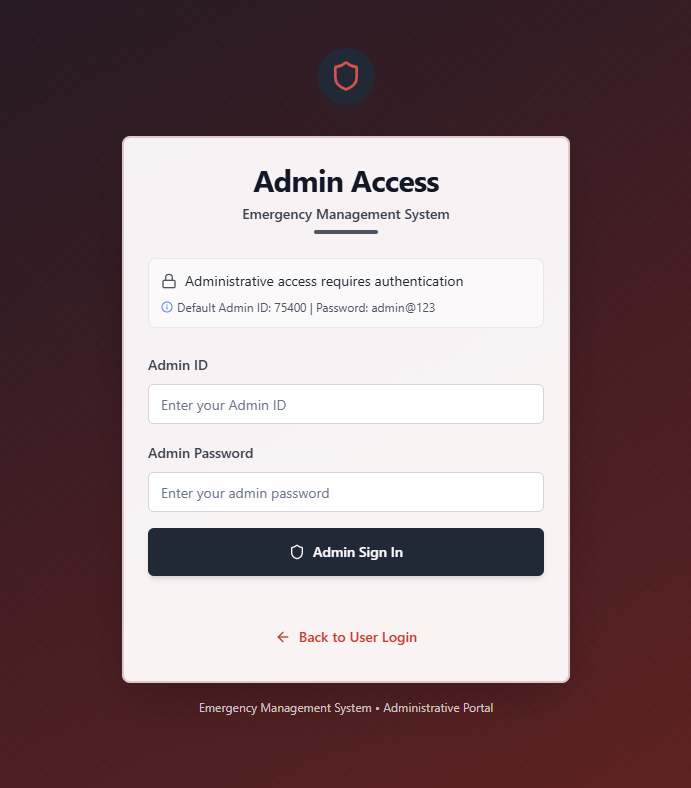 Admin Access
Emergency Management System
Administrative access requires authentication
Default Admin ID: 75400 | Password: admin@123
Admin ID
Enter your Admin ID
Admin Password
Enter your admin password
Admin Sign In
Back to User Login
Emergency Management System • Administrative Portal